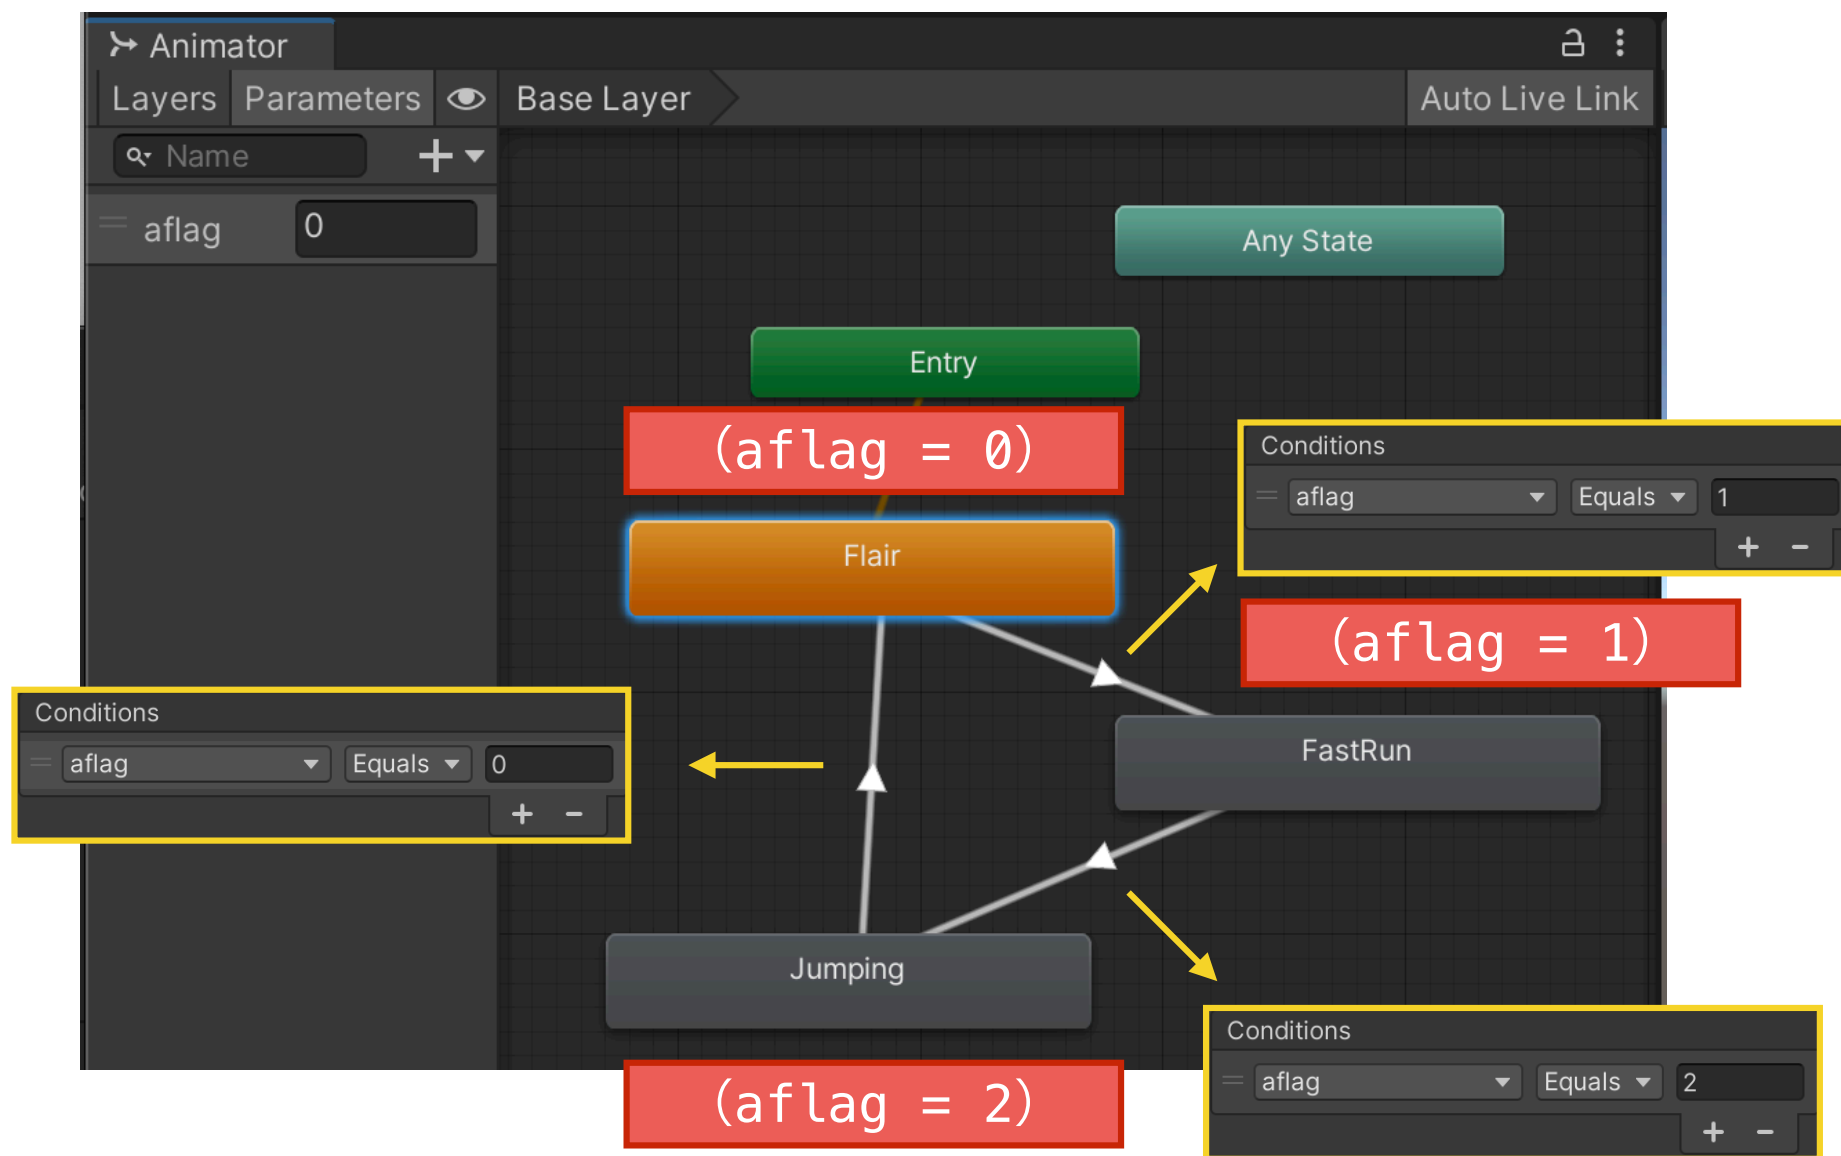 Animator
Layers Parameters Base Layer Auto Live Link
Name
aflag 0
Any State
Entry
(aflag = 0)
Conditions
aflag Equals 1
+ -
Flair
(aflag = 1)
Conditions
aflag Equals 0
+ -
FastRun
Jumping
Conditions
aflag Equals 2
+ -
(aflag = 2)